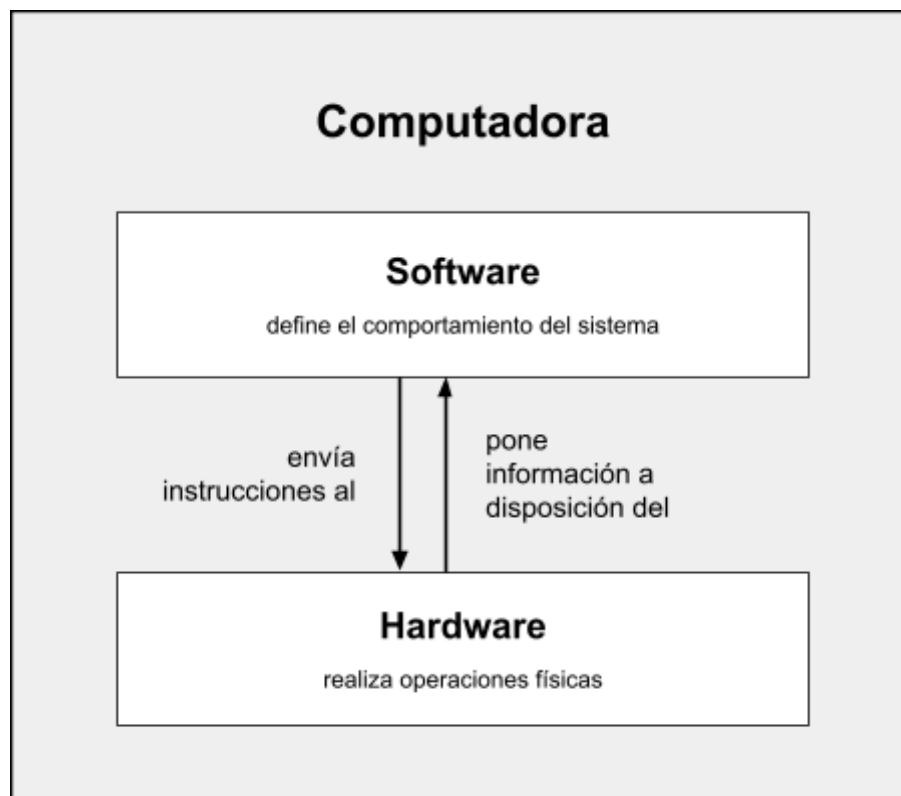 Computadora
Software
define el comportamiento del sistema
envía
instrucciones al
pone
información a
disposición del
Hardware
realiza operaciones físicas